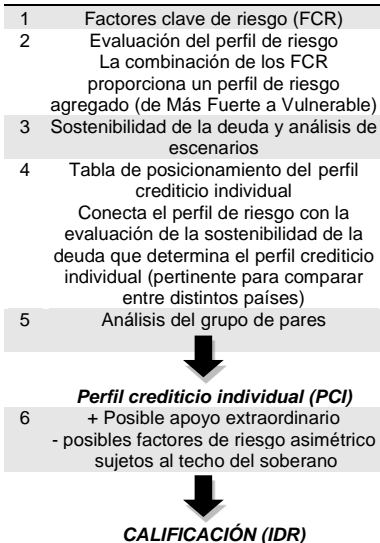 1 Factores clave de riesgo (FCR)
2 Evaluación del perfil de riesgo
La combinación de los FCR
proporciona un perfil de riesgo
agregado (de Más Fuerte a Vulnerable)
3 Sostenibilidad de la deuda y análisis de
escenarios
4 Tabla de posicionamiento del perfil
crediticio individual
Conecta el perfil de riesgo con la
evaluación de la sostenibilidad de la
deuda que determina el perfil crediticio
individual (pertinente para comparar
entre distintos países)
5 Análisis del grupo de pares
Perfil crediticio individual (PCI)
6 + Posible apoyo extraordinario
- posibles factores de riesgo asimétrico
sujetos al techo del soberano
CALIFICACIÓN (IDR)